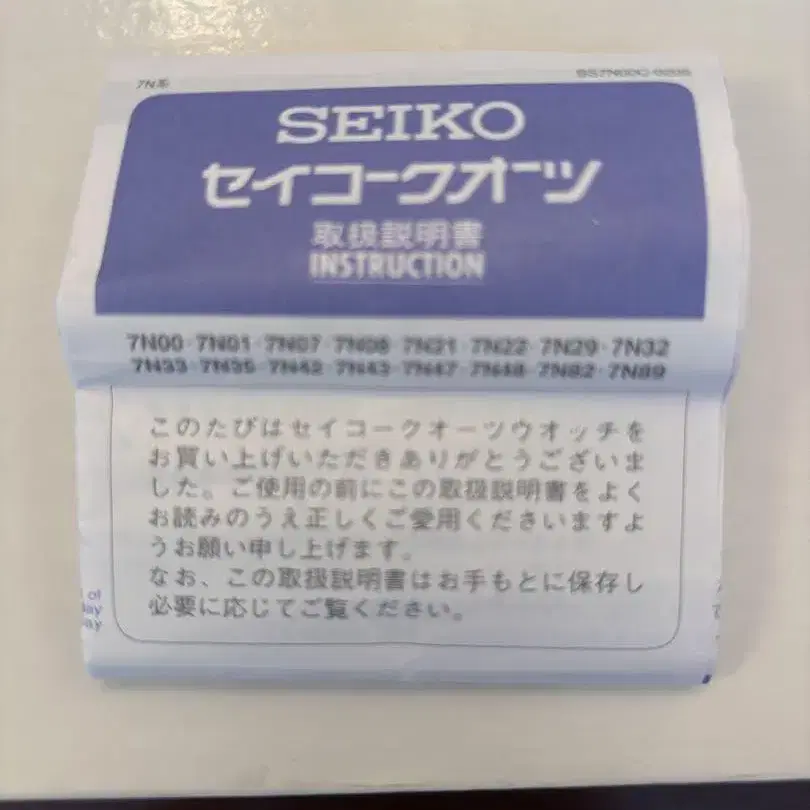 7N系
SEIKO
セイコークオーツ
取扱説明書
INSTRUCTION
7N00・7N01・7N07・7N08・7N21・7N22・7N29・7N32
7N33・7N35・7N42・7N43・7N47・7N48・7N82・7N89
このたびはセイコークオーツウオッチを
お買い上げいただきありがとうございま
した。ご使用の前にこの取扱説明書をよく
お読みのうえ正しくご愛用くださいますよ
うお願い申し上げます。
なお、この取扱説明書はお手もとに保存し
必要に応じてご覧ください。
of
day
ay